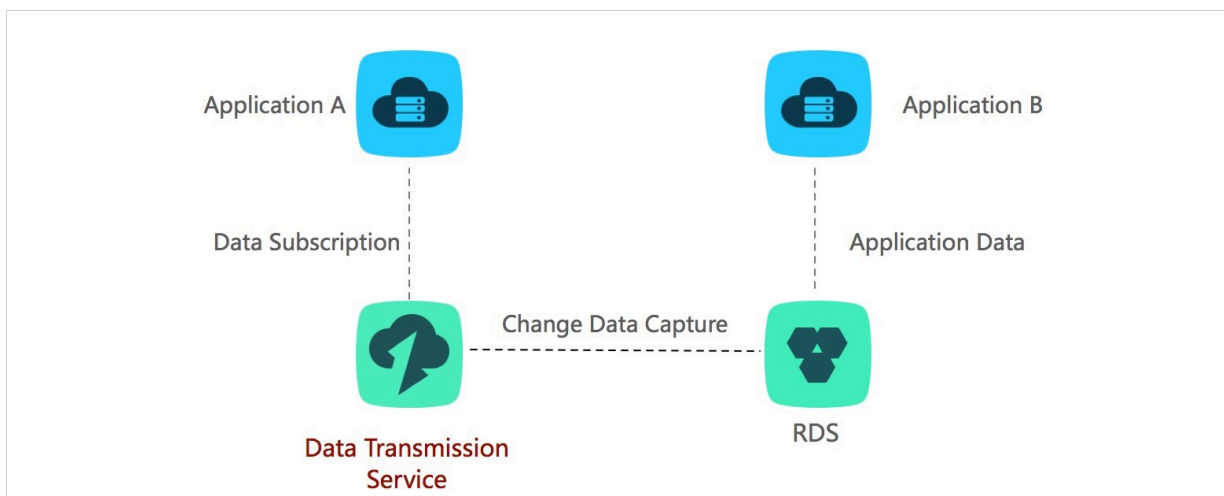 Application A
Application B
Data Subscription
Application Data
Change Data Capture
RDS
Data Transmission
Service